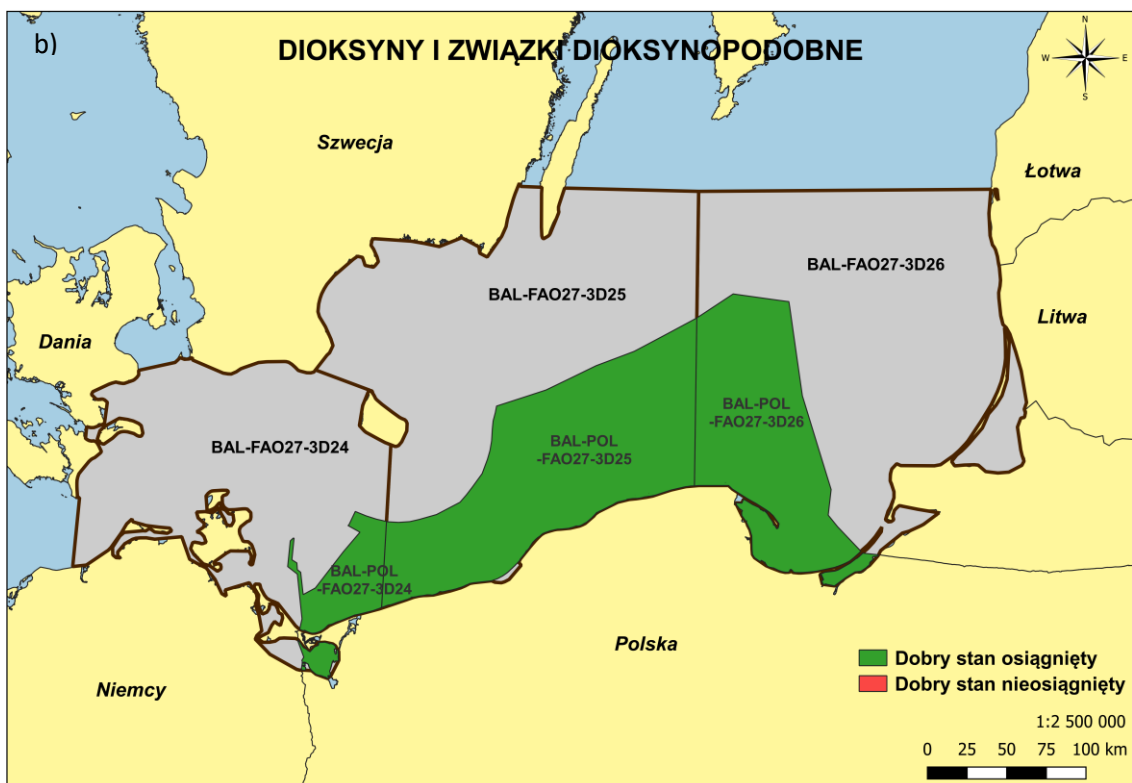 b)
DIOKSYNY I ZWIĄZKI DIOKSYNOPODOBNE
N
W
E
S
Szwecja
Łotwa
BAL-FAO27-3D26
BAL-FAO27-3D25
Litwa
Dania
BAL-POL
-FAO27-3D26
BAL-POL
-FAO27-3D25
BAL-FAO27-3D24
BAL-POL
-FAO27-3D24
Polska
Niemcy
Dobry stan osiągnięty
Dobry stan nieosiągnięty
1:2 500 000
0 25 50 75 100 km